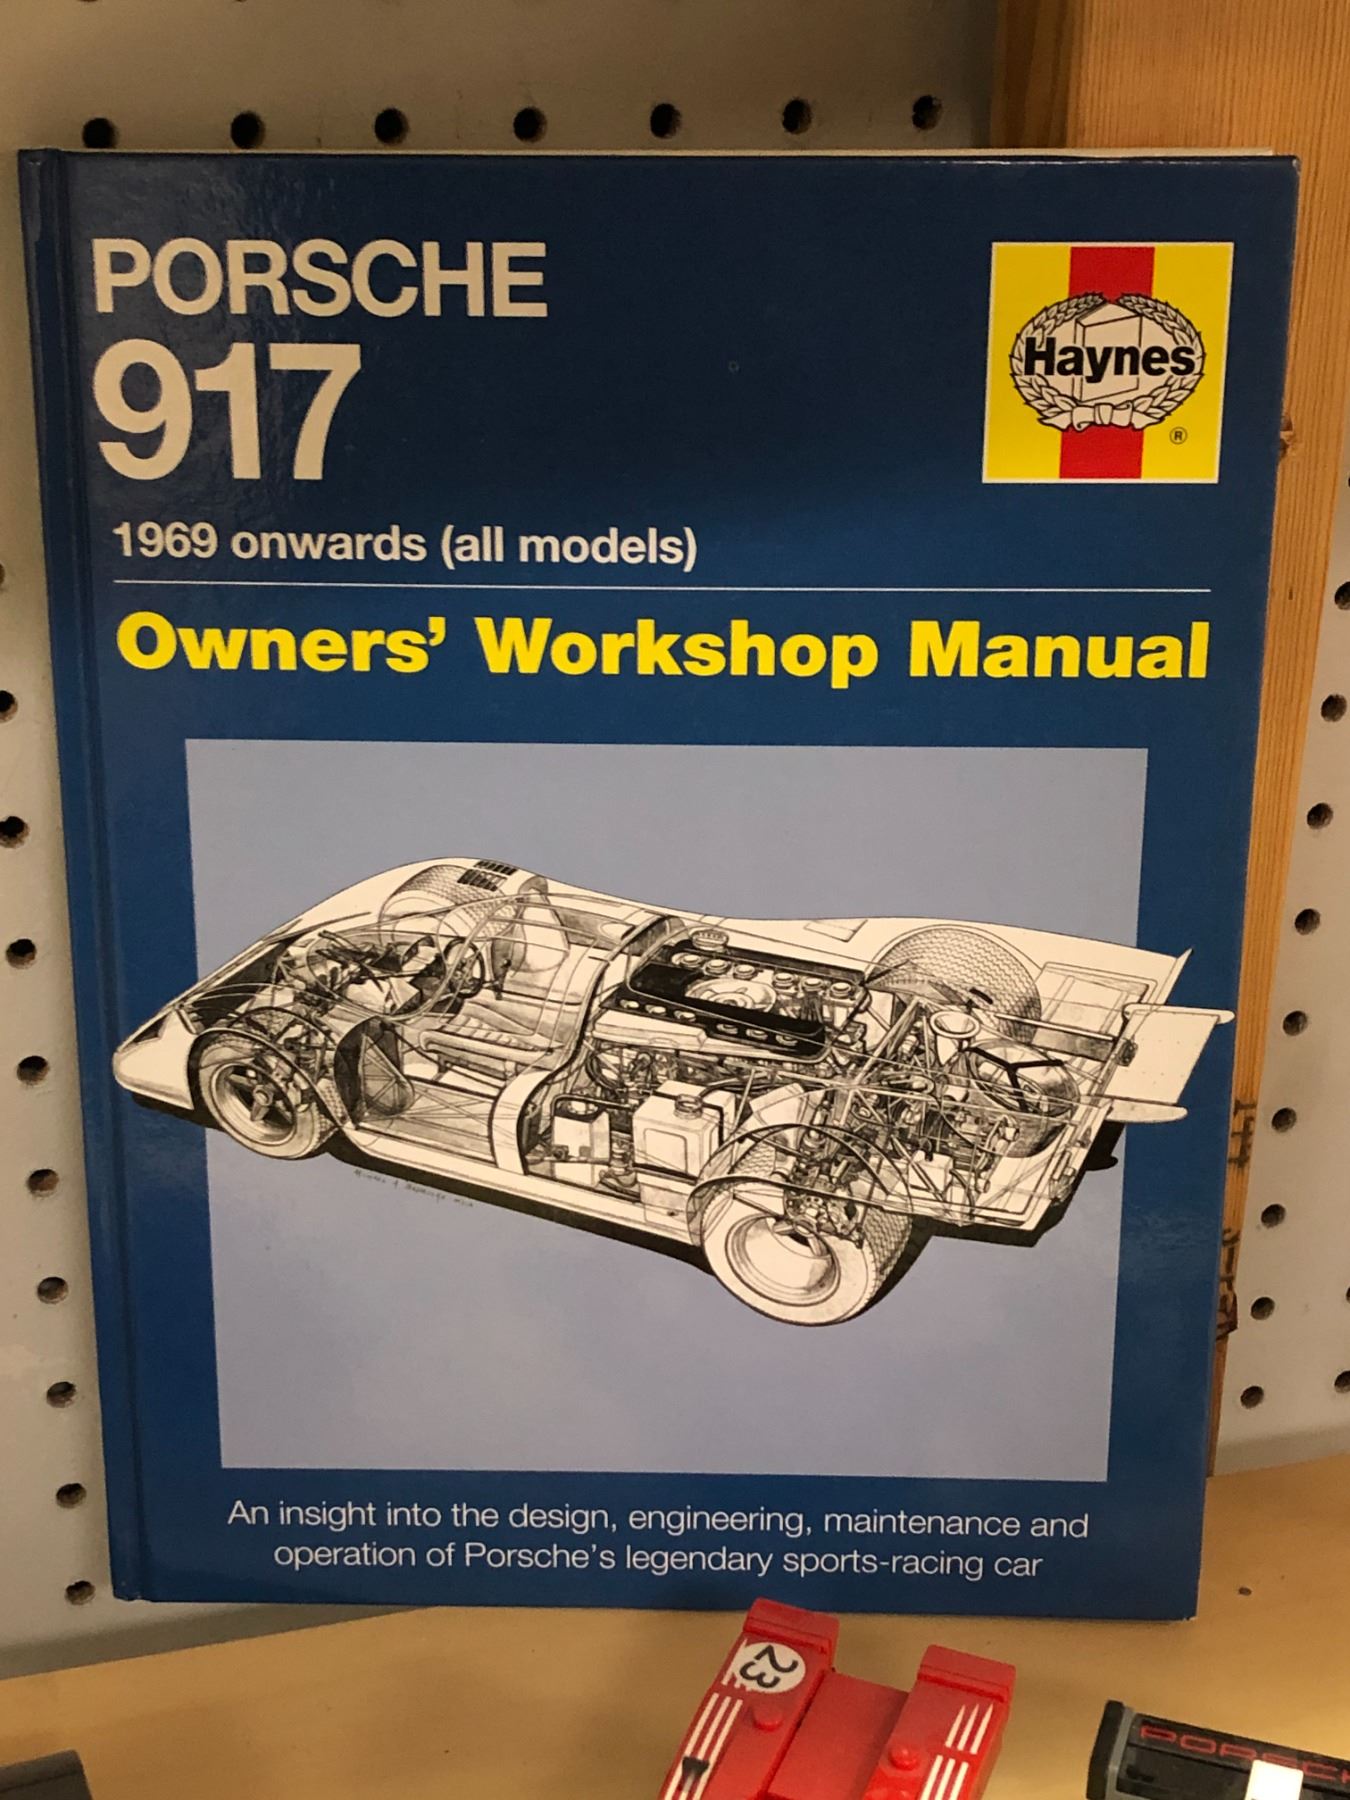 PORSCHE
917
Haynes
®
1969 onwards (all models)
Owners' Workshop Manual
An insight into the design, engineering, maintenance and
operation of Porsche's legendary sports-racing car
23